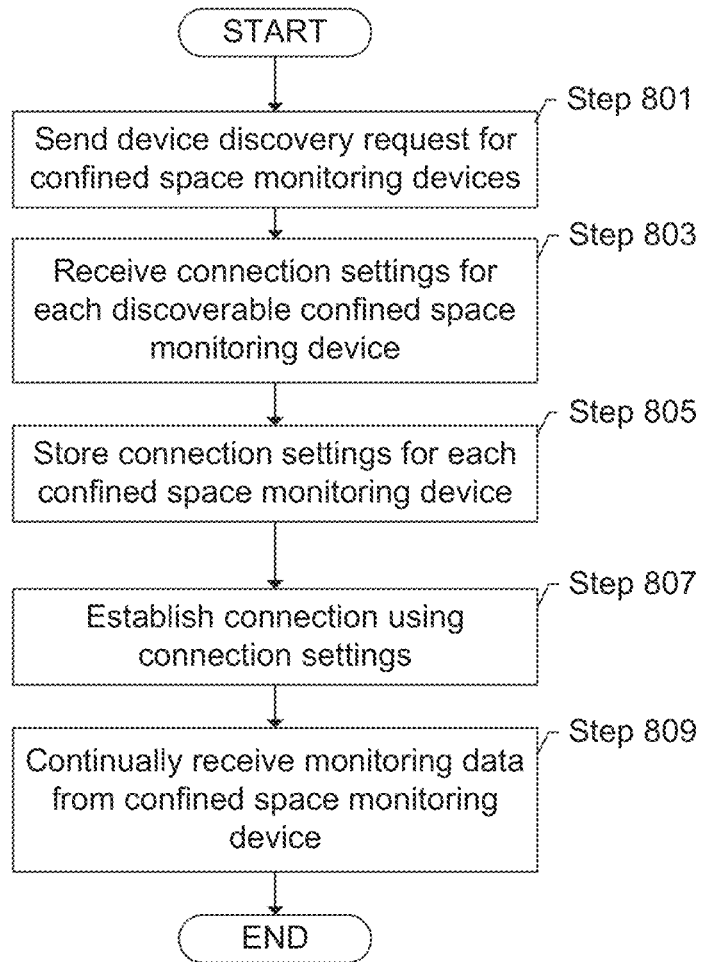 START
Step 801
Send device discovery request for
confined space monitoring devices
Step 803
Receive connection settings for
each discoverable confined space
monitoring device
Step 805
Store connection settings for each
confined space monitoring device
Step 807
Establish connection using
connection settings
Step 809
Continually receive monitoring data
from confined space monitoring
device
END